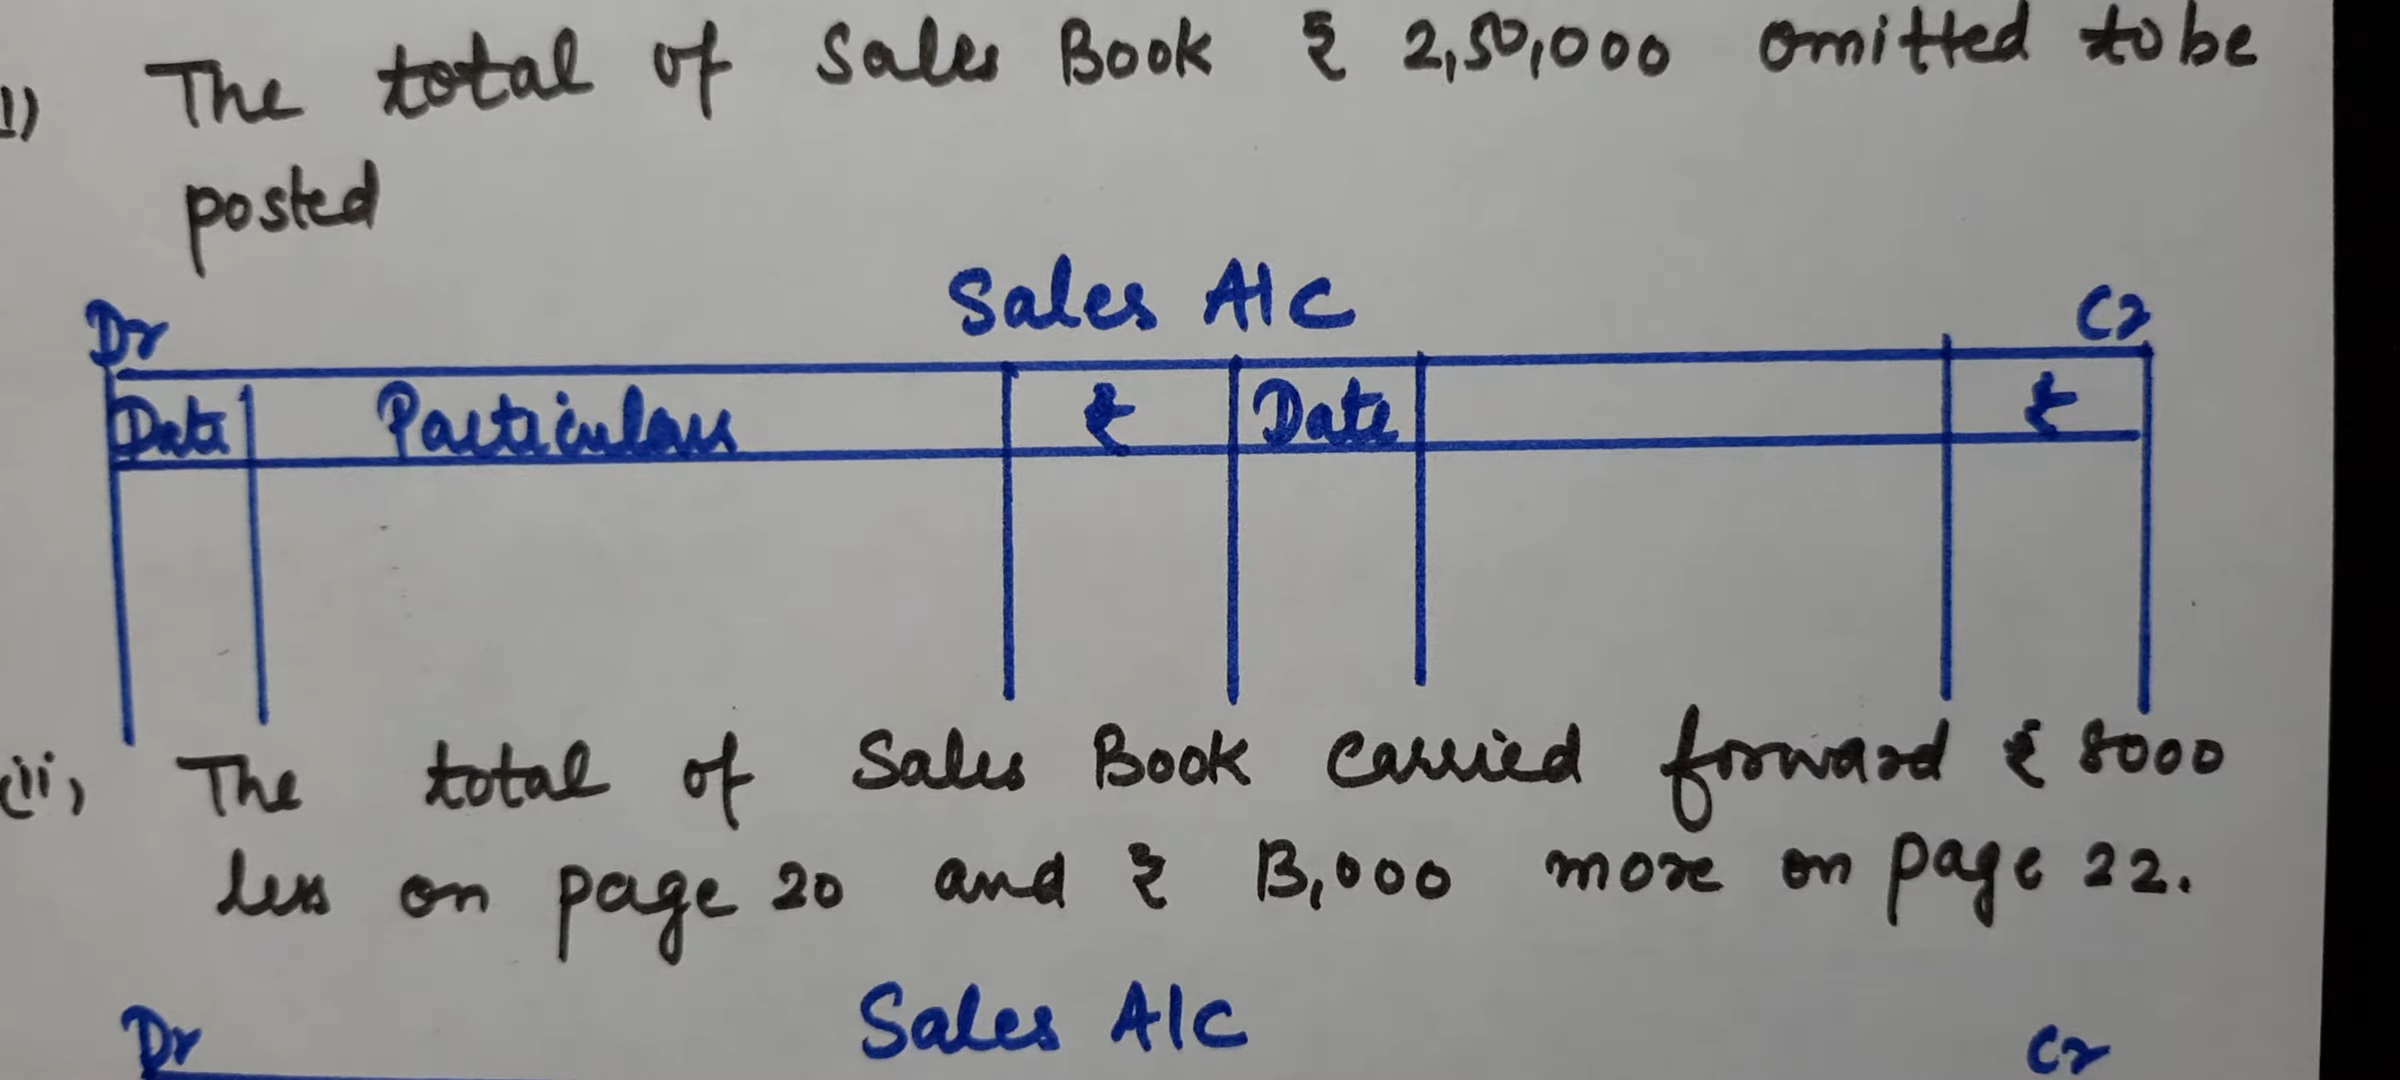 1) The total of Sales Book ₹ 2,50,000 omitted to be
posted
Sales A/C
Dr Cr
Date Particulars ₹ Date ₹
(ii) The total of Sales Book carried forward ₹ 8000
less on page 20 and ₹ 13,000 more on page 22.
Sales A/C
Dr Cr